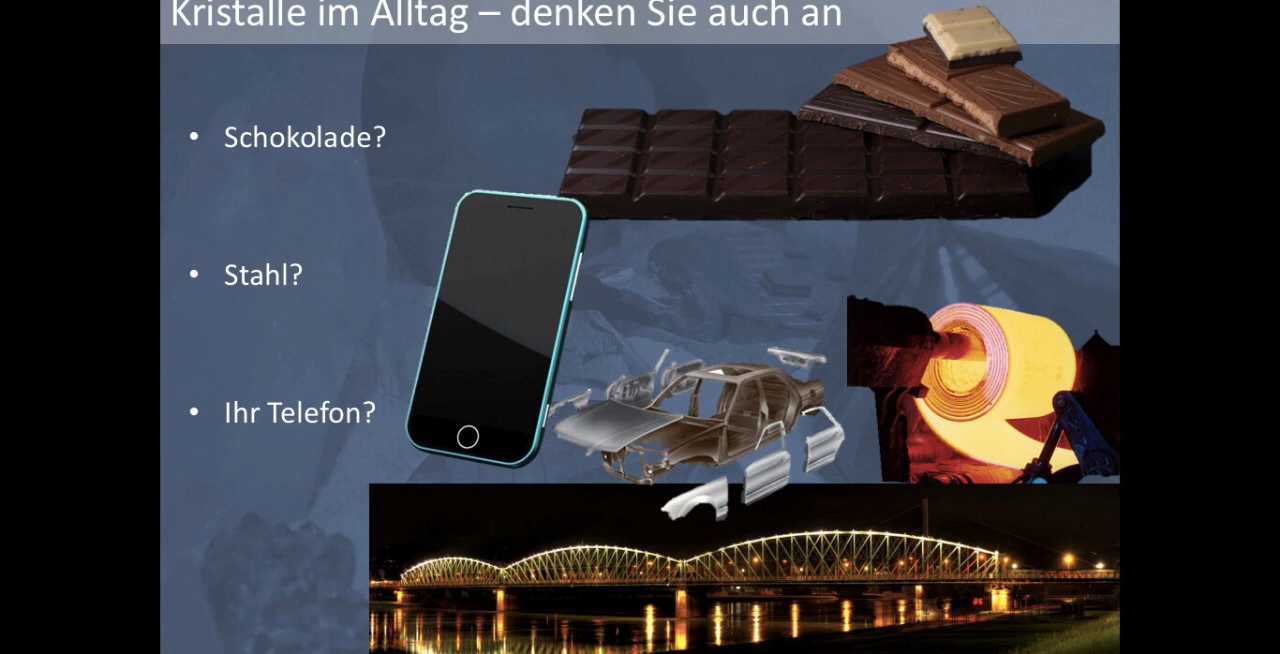 Kristalle im Alltag – denken Sie auch an
• Schokolade?
• Stahl?
• Ihr Telefon?